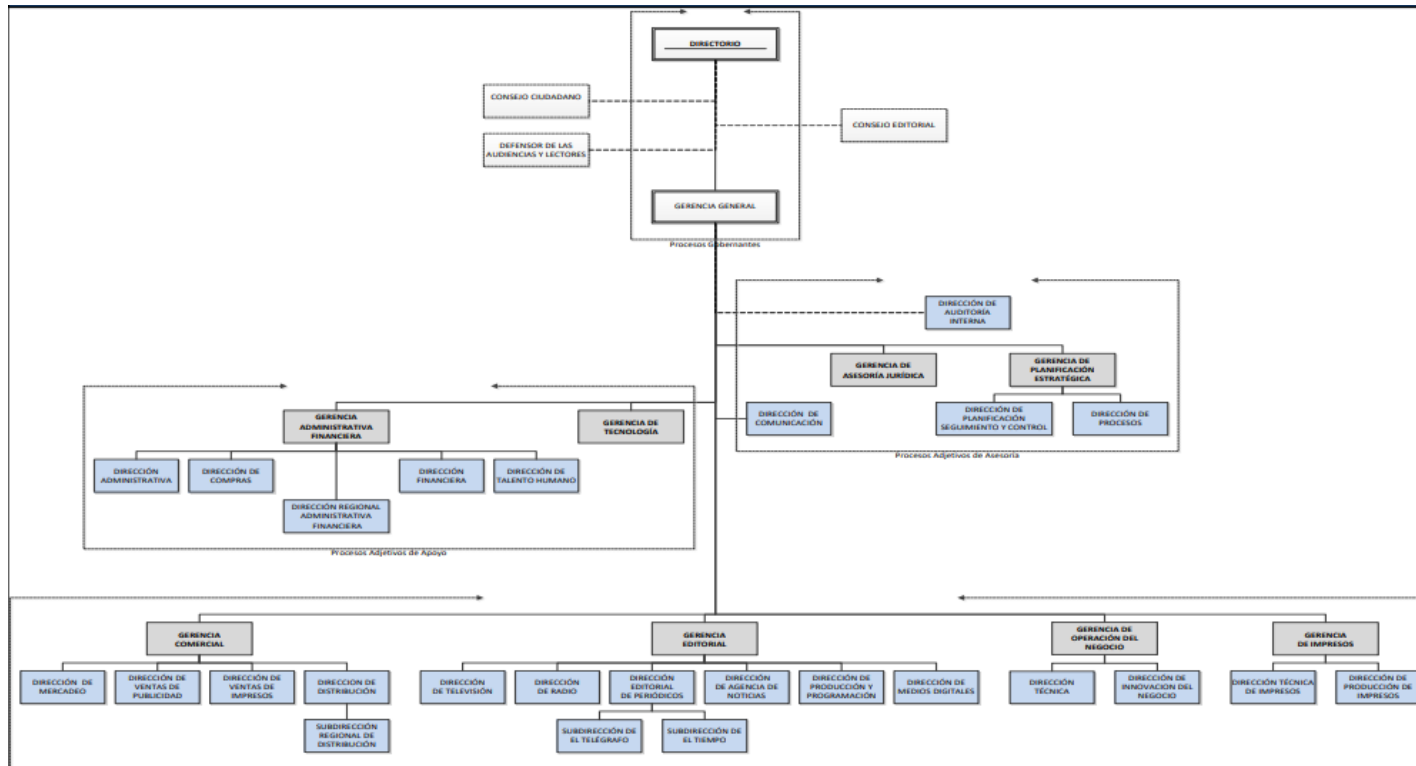 DIRECTORIO
CONSEJO CIUDADANO
CONSEJO EDITORIAL
DEFENSOR DE LAS
AUDIENCIAS Y LECTORES
GERENCIA GENERAL
Procesos Gobernantes
DIRECCIÓN DE
AUDITORÍA
INTERNA
GERENCIA DE
ASESORÍA JURÍDICA
GERENCIA DE
PLANIFICACIÓN
ESTRATÉGICA
DIRECCIÓN DE
COMUNICACIÓN
DIRECCIÓN DE
PLANIFICACIÓN
SEGUIMIENTO Y CONTROL
DIRECCIÓN DE
PROCESOS
Procesos Adjetivos de Asesoría
GERENCIA
ADMINISTRATIVA
FINANCIERA
GERENCIA DE
TECNOLOGÍA
DIRECCIÓN
ADMINISTRATIVA
DIRECCIÓN DE
COMPRAS
DIRECCIÓN
FINANCIERA
DIRECCIÓN DE
TALENTO HUMANO
DIRECCIÓN REGIONAL
ADMINISTRATIVA
FINANCIERA
Procesos Adjetivos de Apoyo
GERENCIA
COMERCIAL
GERENCIA
EDITORIAL
GERENCIA DE
OPERACIÓN DEL
NEGOCIO
GERENCIA
DE IMPRESOS
DIRECCIÓN DE
MERCADEO
DIRECCIÓN DE
VENTAS DE
PUBLICIDAD
DIRECCIÓN DE
VENTAS DE
IMPRESOS
DIRECCION DE
DISTRIBUCIÓN
DIRECCIÓN
DE TELEVISIÓN
DIRECCIÓN
DE RADIO
DIRECCIÓN
EDITORIAL
DE PERIÓDICOS
DIRECCIÓN
DE AGENCIA DE
NOTICIAS
DIRECCIÓN DE
PRODUCCIÓN Y
PROGRAMACIÓN
DIRECCIÓN DE
MEDIOS DIGITALES
DIRECCIÓN
TÉCNICA
DIRECCIÓN DE
INNOVACION DEL
NEGOCIO
DIRECCIÓN TÉCNICA
DE IMPRESOS
DIRECCIÓN DE
PRODUCCIÓN DE
IMPRESOS
SUBDIRECCIÓN
REGIONAL DE
DISTRIBUCIÓN
SUBDIRECCIÓN DE
EL TELÉGRAFO
SUBDIRECCIÓN DE
EL TIEMPO